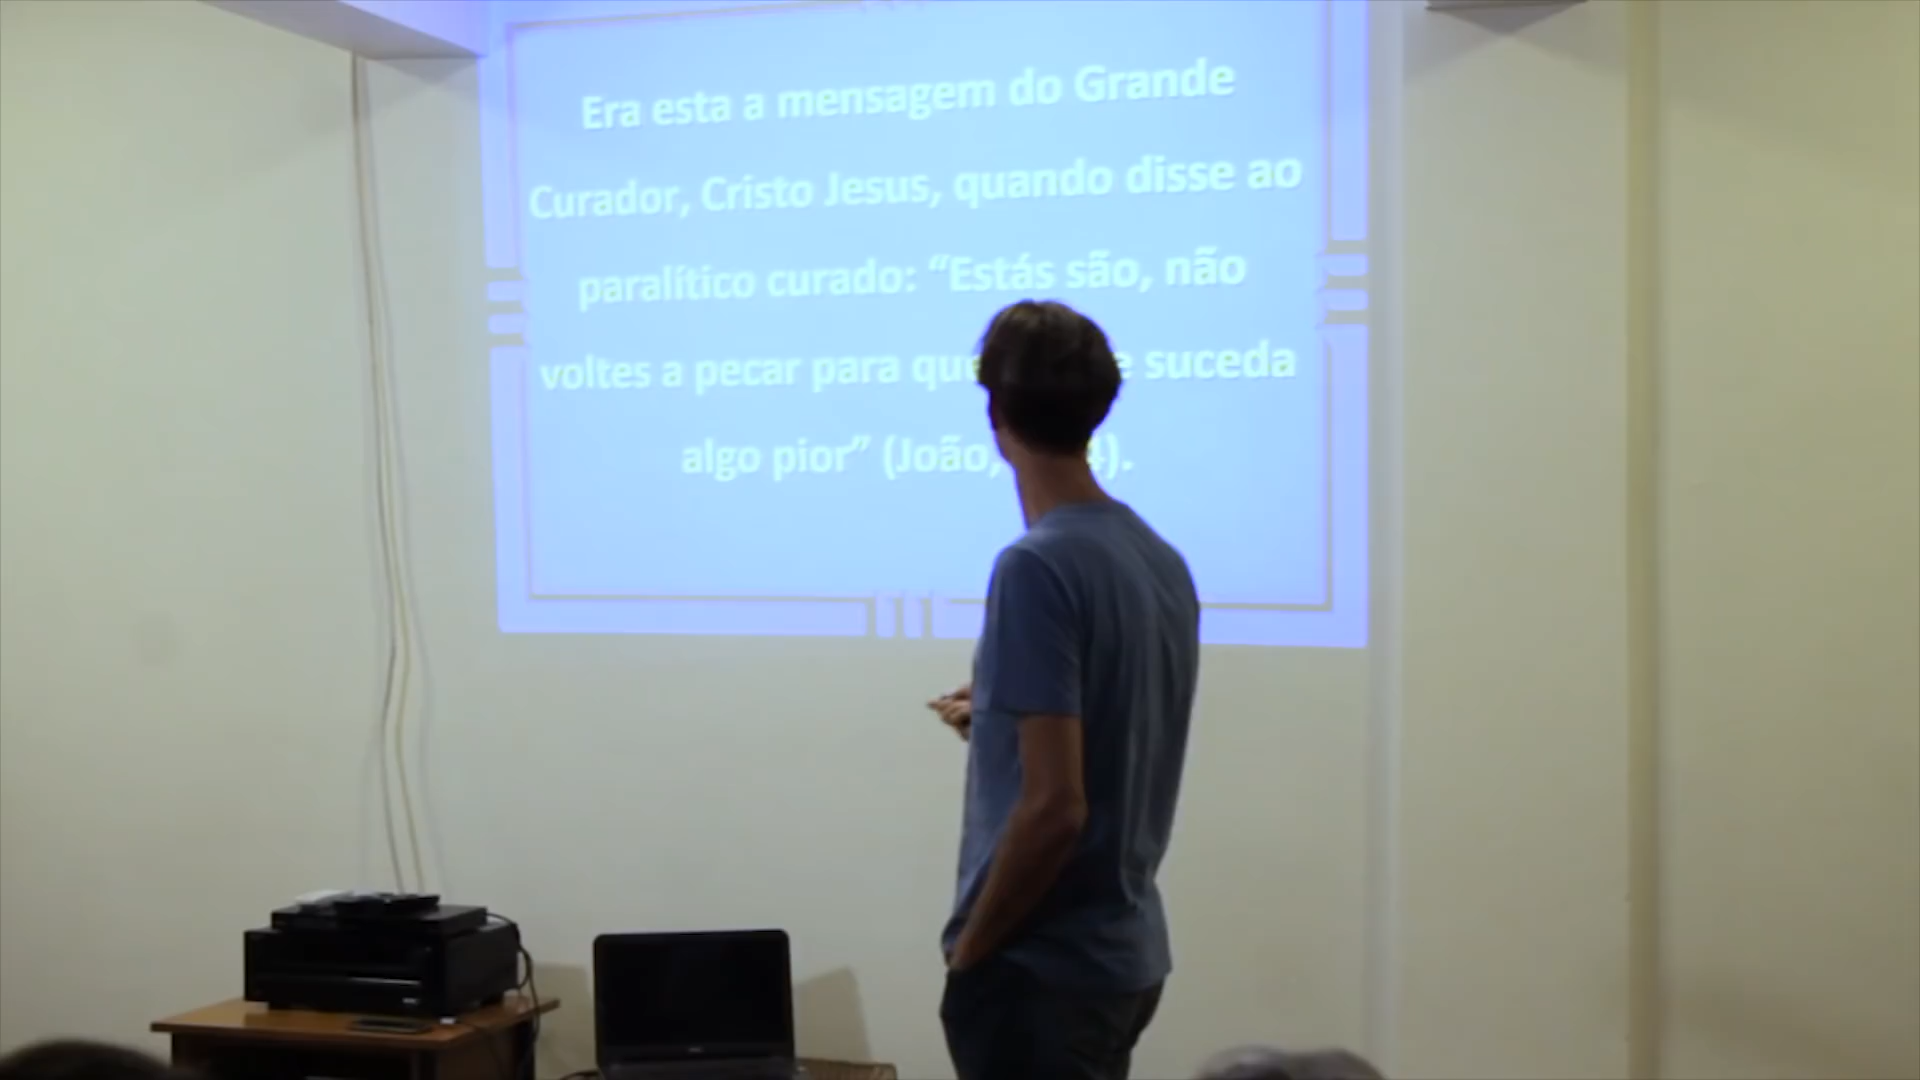 Era esta a mensagem do Grande
Curador, Cristo Jesus, quando disse ao
paralítico curado: “Estás são, não
voltes a pecar para que suceda
algo pior” (João,